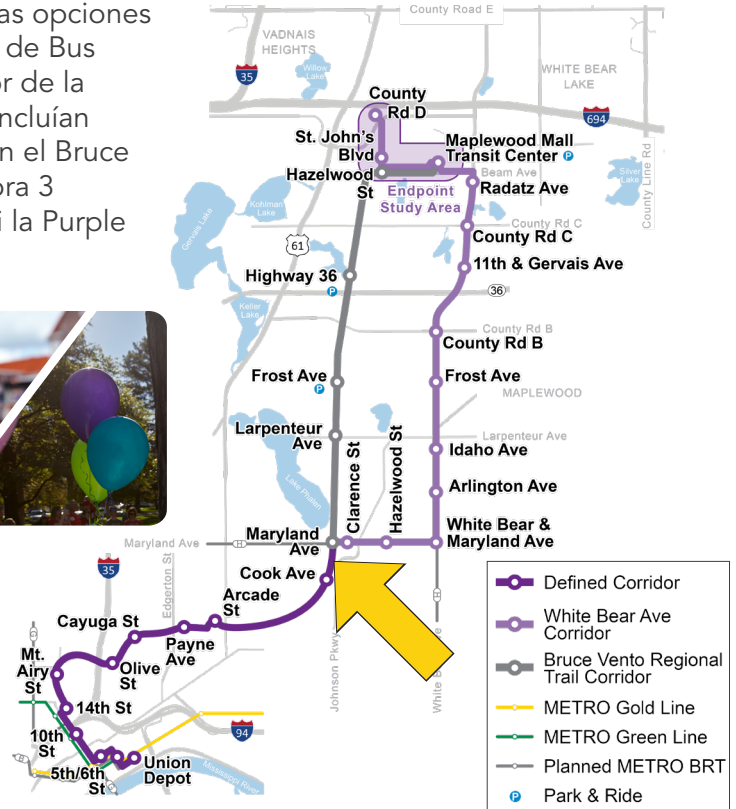 as opciones
de Bus
or de la
ncluían
n el Bruce
ora 3
i la Purple
County Road E
VADNAIS
HEIGHTS
35
Willow
Lake
WHITE BEAR
LAKE
694
County
Rd D
St. John's
Blvd
Maplewood Mall
Transit Center P
Hazelwood
St
Beam Ave
Endpoint
Study Area
Radatz Ave
Silver
Lake
County Line Rd
Kohlman
Lake
Gervais Lake
County Rd C
County Rd C
61
11th & Gervais Ave
Highway 36
P
36
Keller
Lake
County Rd B
County Rd B
Frost Ave
P
Frost Ave
MAPLEWOOD
Larpenteur
Ave
Larpenteur Ave
Clarence St
Hazelwood St
Idaho Ave
Lake Phalen
Arlington Ave
Maryland Ave
H
Maryland
Ave
White Bear &
Maryland Ave
Cook Ave
35
Edgerton St
Arcade
St
H
Cayuga St
Payne
Ave
Mt.
Airy
St
Olive
St
Johnson Pkwy
White B
e
14th St
10th
St
94
5th/6th
St
Union
Depot
Mississippi River
Defined Corridor
White Bear Ave
Corridor
Bruce Vento Regional
Trail Corridor
METRO Gold Line
METRO Green Line
Planned METRO BRT
P Park & Ride